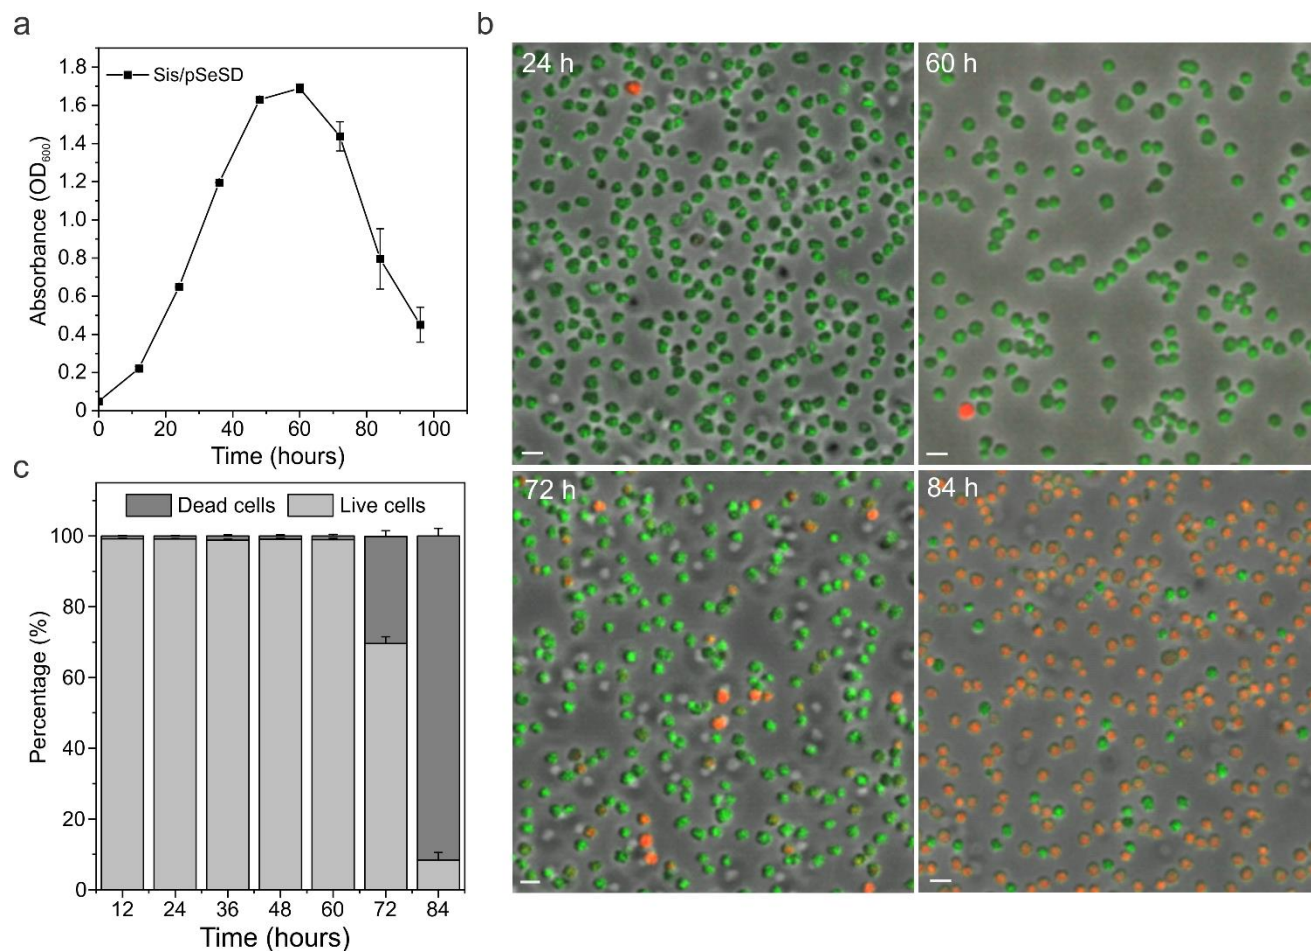 a
1.8
1.6
1.4
1.2
1.0
0.8
0.6
0.4
0.2
0
Absorbance (OD600)
Sis/pSeSD
0 20 40 60 80 100
Time (hours)
b
24 h
60 h
72 h
84 h
c
Dead cells Live cells
100
80
60
40
20
0
Percentage (%)
12 24 36 48 60 72 84
Time (hours)